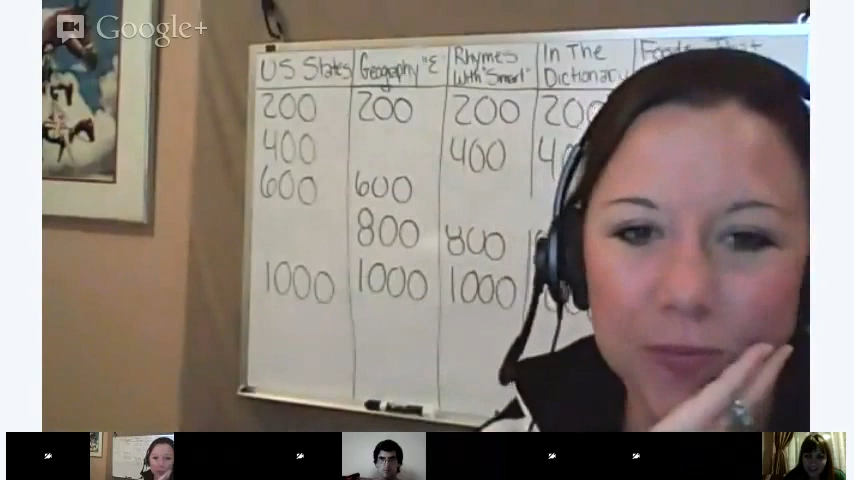 Google+
US States Geography "E" Rhymes With "Smart" In The Dictionary
200 200 200 200
400 400
600 600
800 800
1000 1000 1000